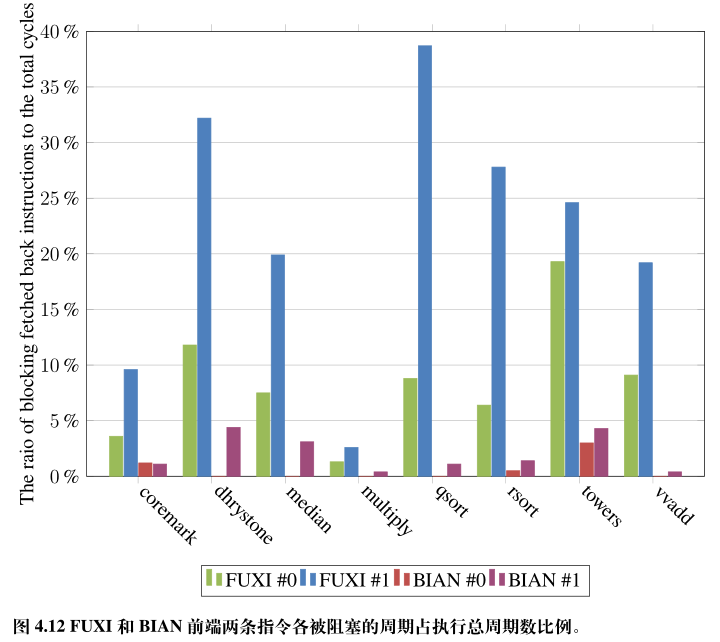 The raio of blocking fetched back instructions to the total cycles
40 %
35 %
30 %
25 %
20 %
15 %
10 %
5 %
0 %
coremark
dhrystone
median
multiply
qsort
rsort
towers
vvadd
FUXI #0 FUXI #1 BIAN #0 BIAN #1
图 4.12 FUXI 和 BIAN 前端两条指令各被阻塞的周期占执行总周期数比例。